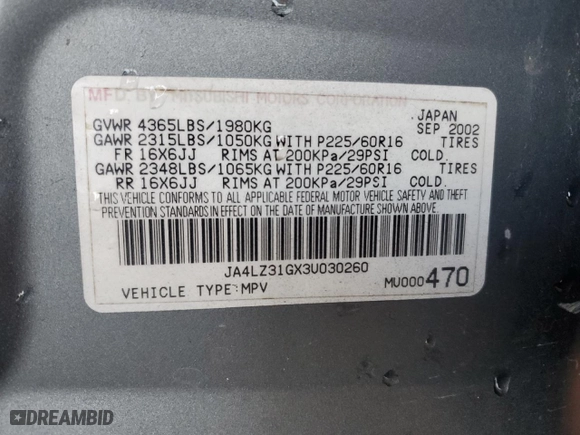 MFD BY MITSUBISHI MOTORS CORPORATION
JAPAN
GVWR 4365LBS/1980KG SEP 2002
GAWR 2315LBS/1050KG WITH P225/60R16 TIRES
FR 16X6JJ RIMS AT 200KPa/29PSI COLD.
GAWR 2348LBS/1065KG WITH P225/60R16 TIRES
RR 16X6JJ RIMS AT 200KPa/29PSI COLD.
THIS VEHICLE CONFORMS TO ALL APPLICABLE FEDERAL MOTOR VEHICLE SAFETY AND THEFT
PREVENTION STANDARDS IN EFFECT ON THE DATE OF MANUFACTURE SHOWN ABOVE.
JA4LZ31GX3U030260
VEHICLE TYPE:MPV MU000470
DREAMBID